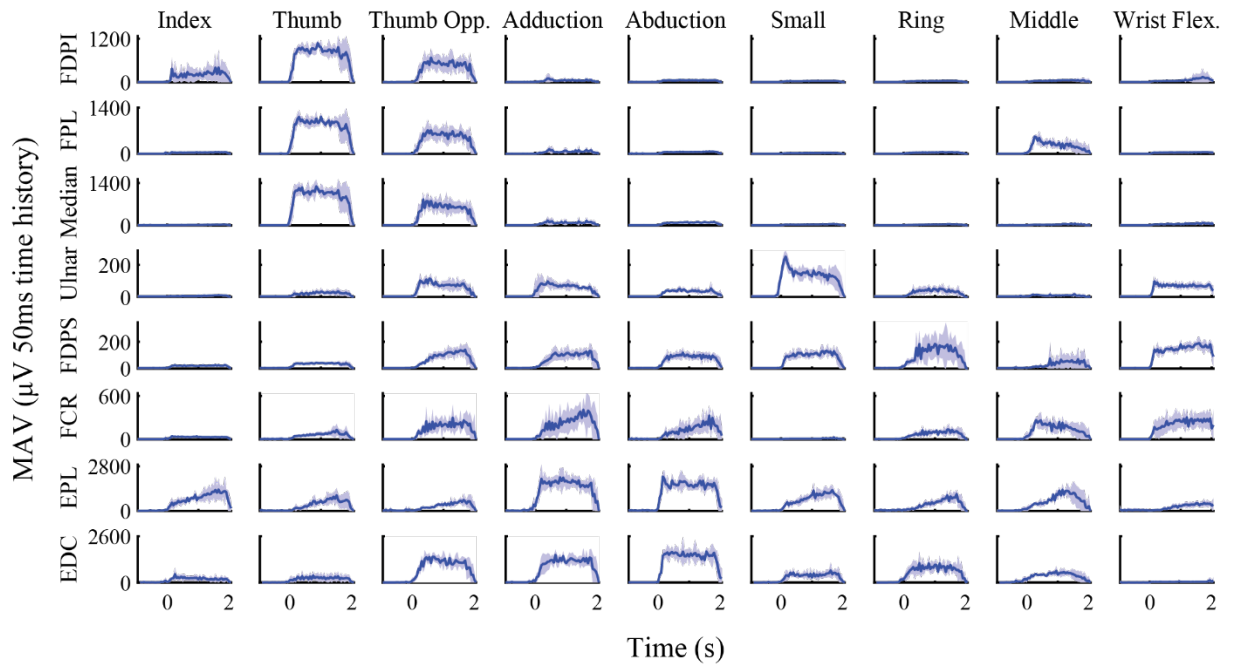 Index Thumb Thumb Opp. Adduction Abduction Small Ring Middle Wrist Flex.
MAV (µV 50ms time history)
FDPI 1200 0
FPL 1400 0
Median 1400 0
Ulnar 200 0
FDPS 200 0
FCR 600 0
EPL 2800 0
EDC 2600 0
0 2 0 2 0 2 0 2 0 2 0 2 0 2 0 2 0 2
Time (s)